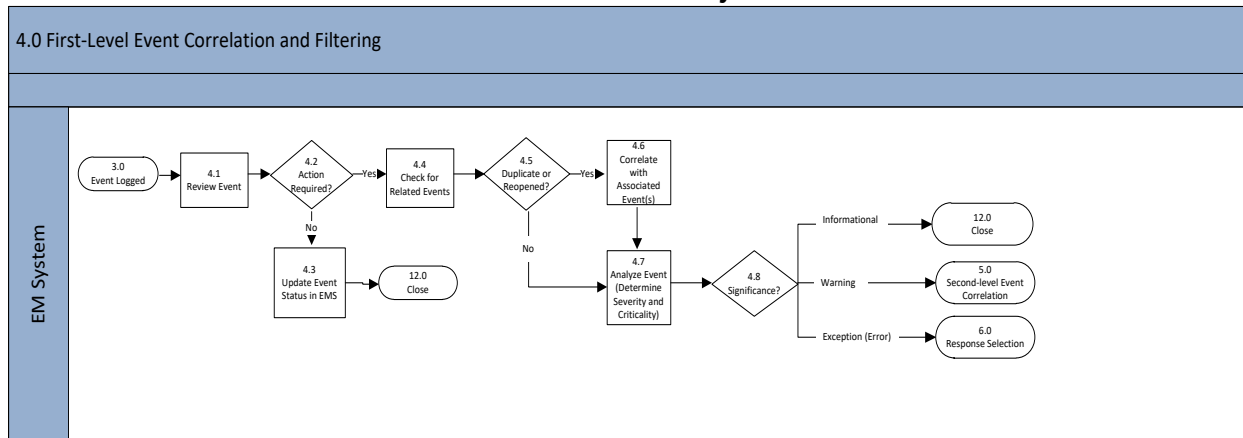 4.0 First-Level Event Correlation and Filtering
EM System
3.0
Event Logged
4.1
Review Event
4.2
Action
Required?
Yes
No
4.3
Update Event
Status in EMS
12.0
Close
4.4
Check for
Related Events
4.5
Duplicate or
Reopened?
Yes
No
4.6
Correlate
with
Associated
Event(s)
4.7
Analyze Event
(Determine
Severity and
Criticality)
4.8
Significance?
Informational
12.0
Close
Warning
5.0
Second-level Event
Correlation
Exception (Error)
6.0
Response Selection